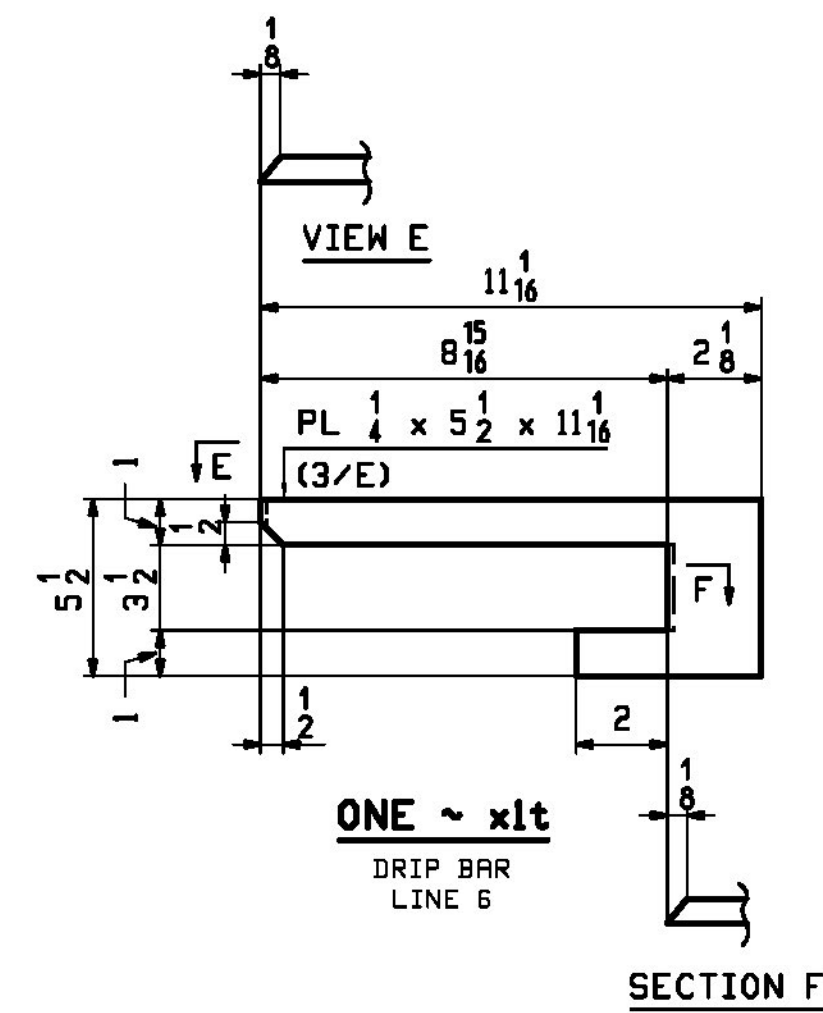 1/8
VIEW E
11 1/16
8 15/16
2 1/8
PL 1/4 x 5 1/2 x 11 1/16
(3/E)
E
1
1/2
5 1/2
3 1/2
F
1
1/2
2
1/8
ONE ~ xlt
DRIP BAR
LINE 6
SECTION F